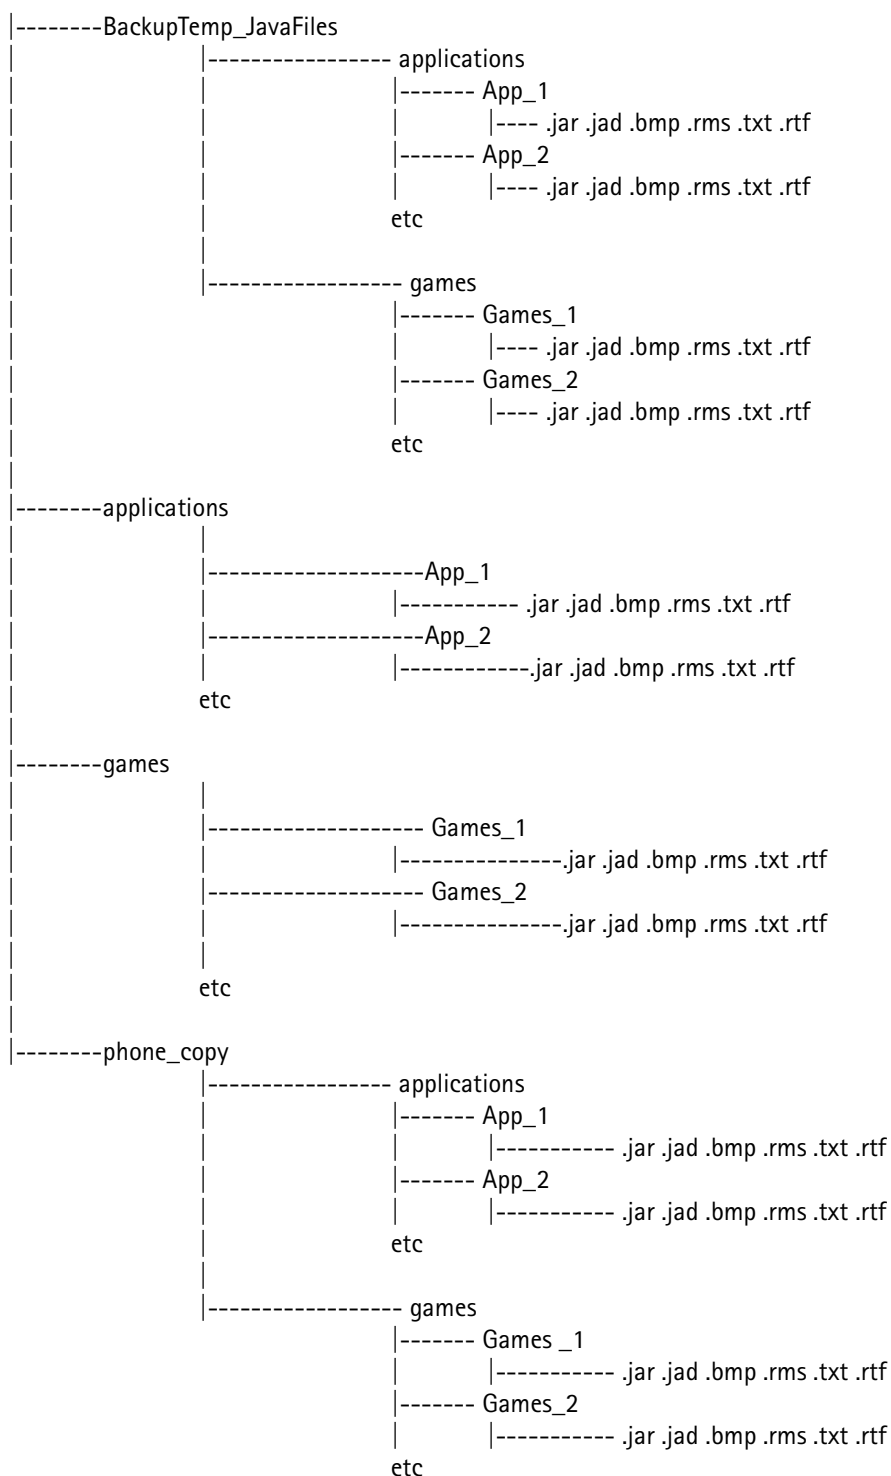 |--------BackupTemp_JavaFiles
|----------------- applications
|------- App_1
|---- .jar .jad .bmp .rms .txt .rtf
|------- App_2
|---- .jar .jad .bmp .rms .txt .rtf
etc
|------------------ games
|------- Games_1
|---- .jar .jad .bmp .rms .txt .rtf
|------- Games_2
|---- .jar .jad .bmp .rms .txt .rtf
etc
|--------applications
|--------------------App_1
|----------- .jar .jad .bmp .rms .txt .rtf
|--------------------App_2
|------------.jar .jad .bmp .rms .txt .rtf
etc
|--------games
|-------------------- Games_1
|---------------.jar .jad .bmp .rms .txt .rtf
|-------------------- Games_2
|---------------.jar .jad .bmp .rms .txt .rtf
etc
|--------phone_copy
|----------------- applications
|------- App_1
|----------- .jar .jad .bmp .rms .txt .rtf
|------- App_2
|----------- .jar .jad .bmp .rms .txt .rtf
etc
|------------------ games
|------- Games _1
|----------- .jar .jad .bmp .rms .txt .rtf
|------- Games_2
|----------- .jar .jad .bmp .rms .txt .rtf
etc